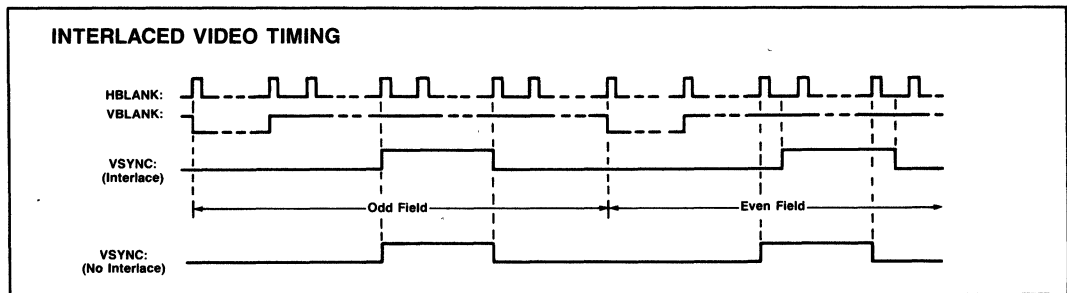 INTERLACED VIDEO TIMING
HBLANK:
VBLANK:
VSYNC:
(Interlace)
Odd Field
Even Field
VSYNC:
(No Interlace)